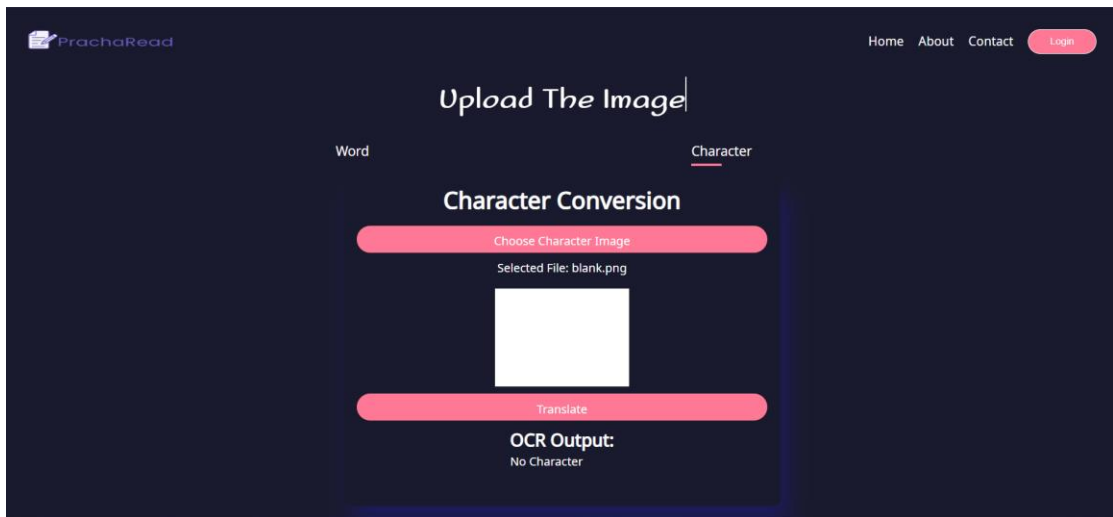 PrachaRead
Home About Contact Login
Upload The Image
Word Character
Character Conversion
Choose Character Image
Selected File: blank.png
Translate
OCR Output:
No Character